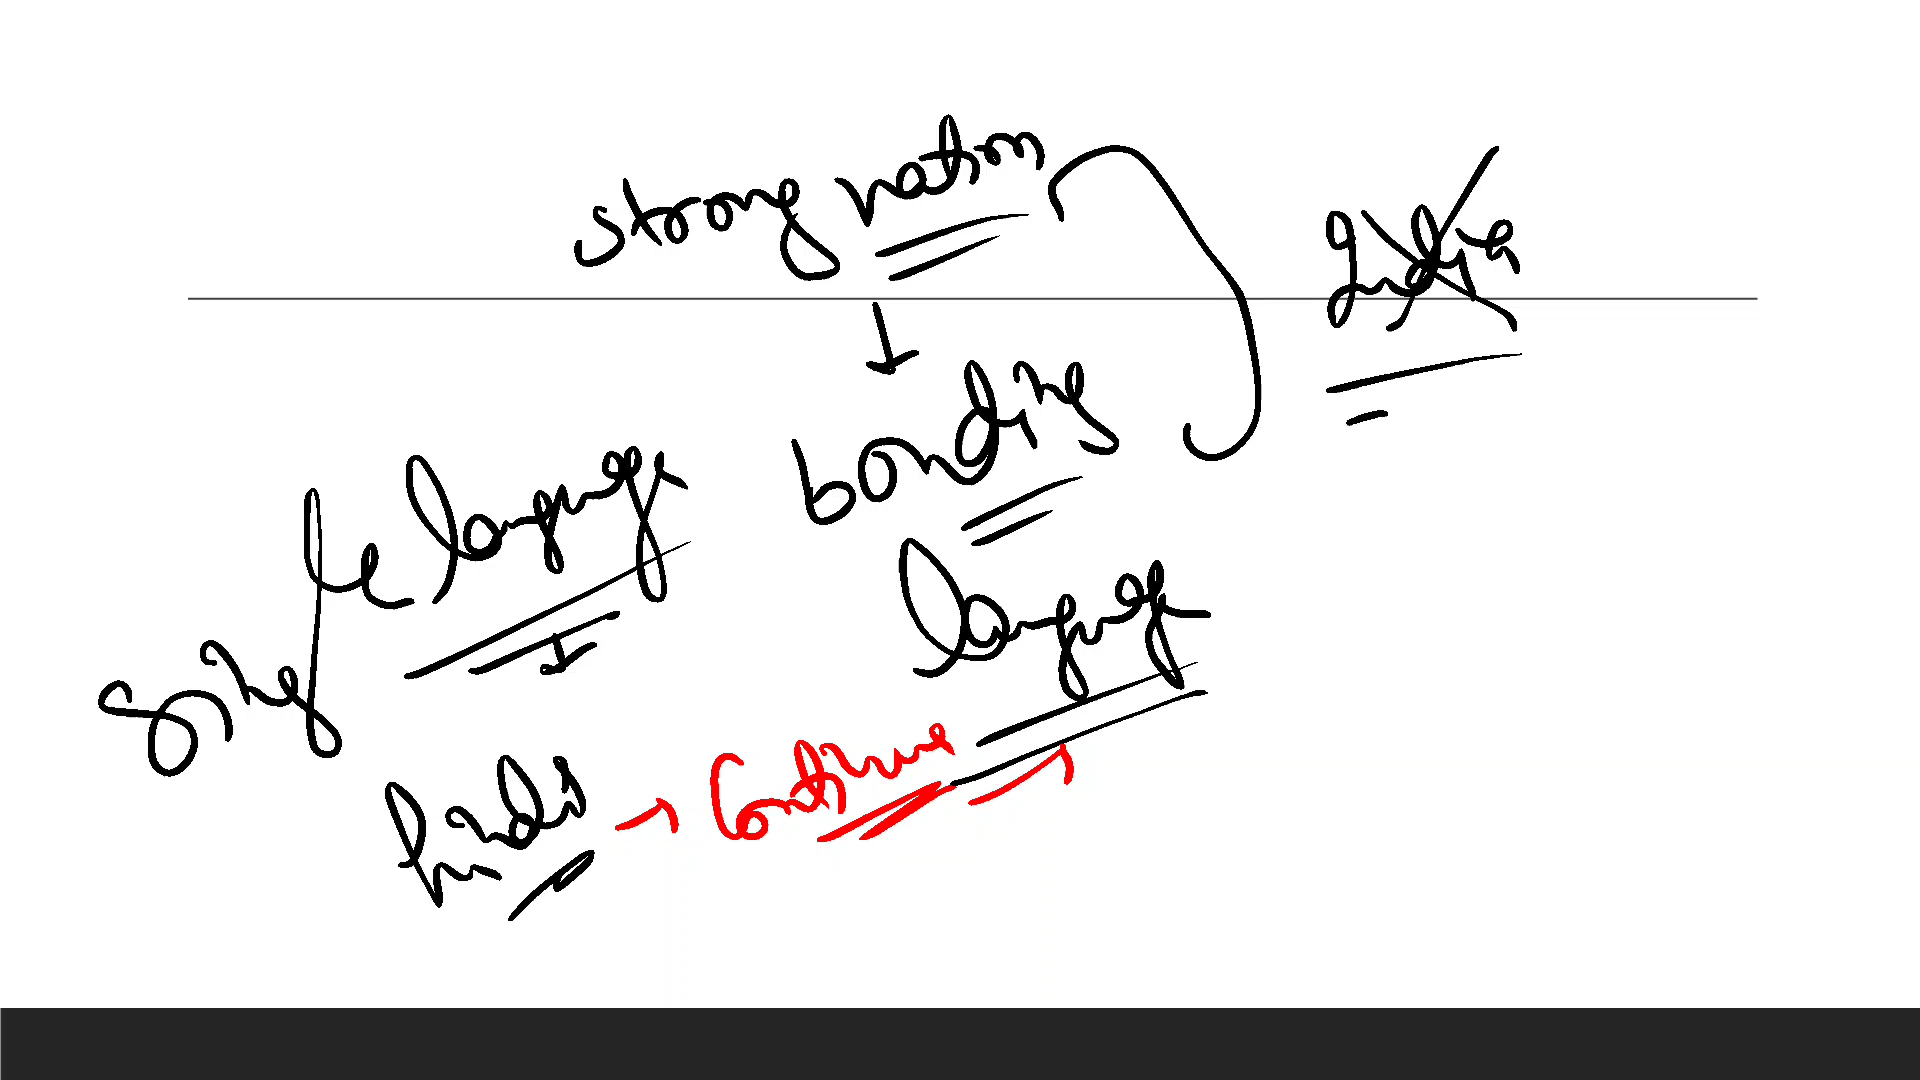 strong nation
India
bonding
single language
language
hindi → Continue →